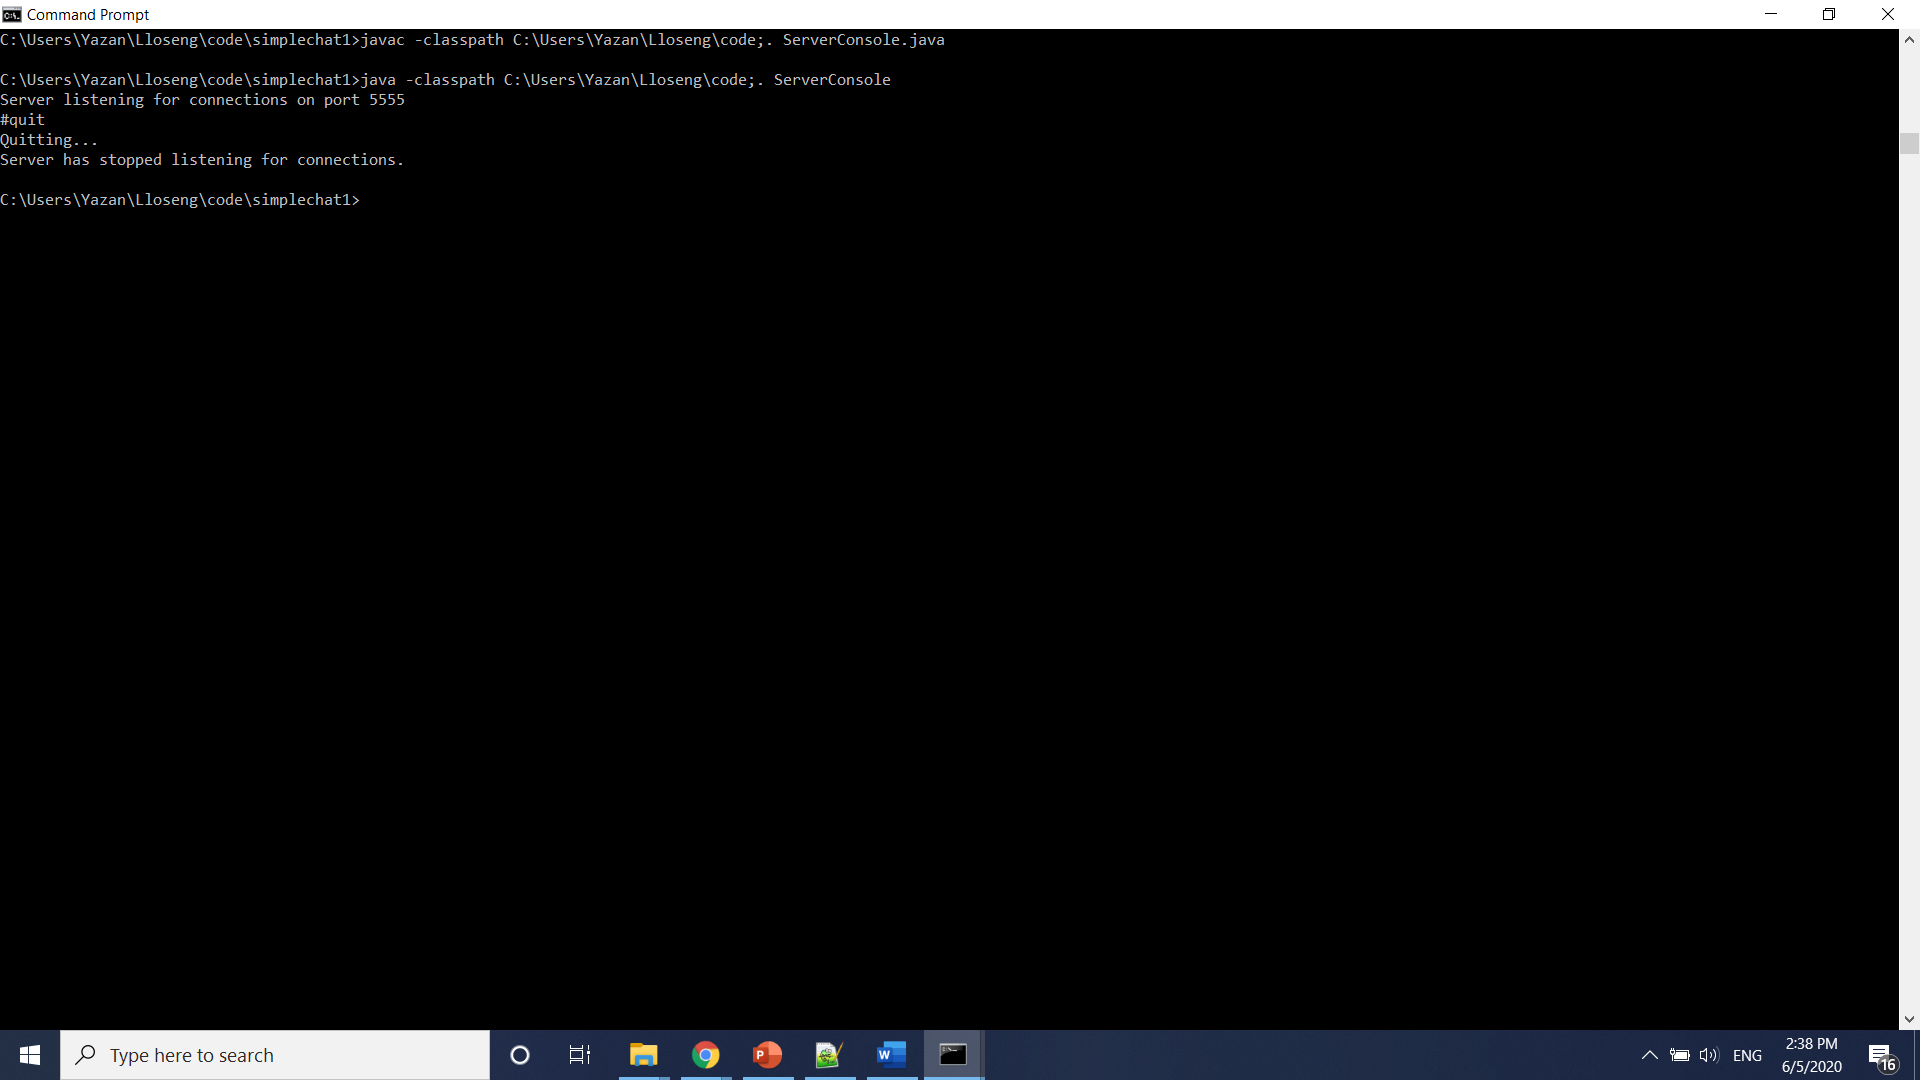 Command Prompt
C:\Users\Yazan\Lloseng\code\simplechat1>javac -classpath C:\Users\Yazan\Lloseng\code;. ServerConsole.java
C:\Users\Yazan\Lloseng\code\simplechat1>java -classpath C:\Users\Yazan\Lloseng\code;. ServerConsole
Server listening for connections on port 5555
#quit
Quitting...
Server has stopped listening for connections.
C:\Users\Yazan\Lloseng\code\simplechat1>
Type here to search
ENG
2:38 PM
6/5/2020
16